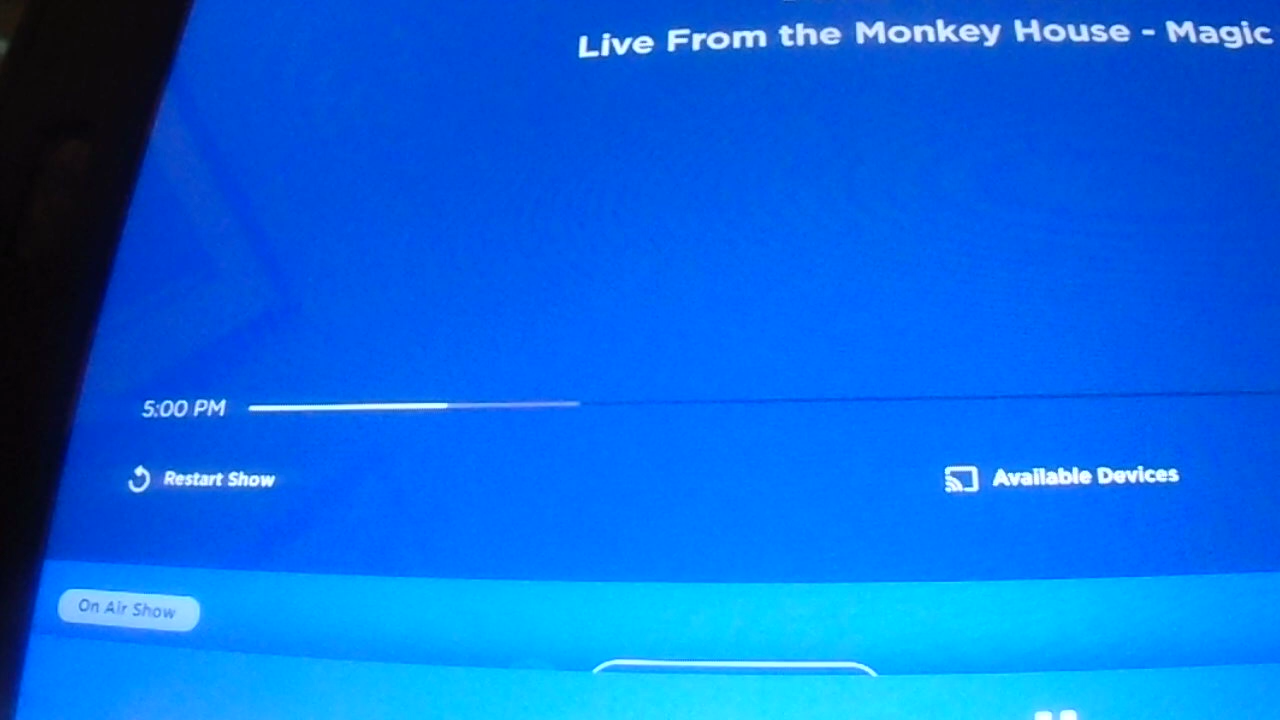 Live From the Monkey House - Magic
5:00 PM
Restart Show
Available Devices
On Air Show